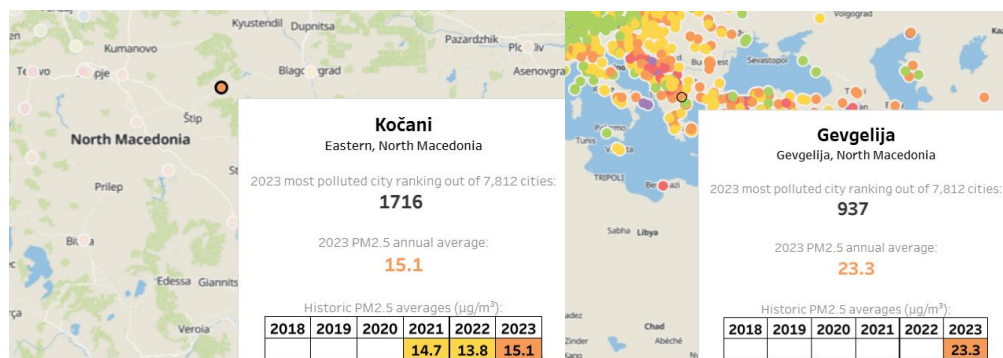 Kyustendil
Dupnitsa
Kumanovo
Pazardzhik
Asenovgra
Štip
North Macedonia
Prilep
Edessa
Giannits
Veroia
Kočani
Eastern, North Macedonia
2023 most polluted city ranking out of 7,812 cities:
1716
2023 PM2.5 annual average:
15.1
Historic PM2.5 averages (µg/m³):
2018 2019 2020 2021 2022 2023
14.7 13.8 15.1
Volgograd
Sevastopol
Tunis
TRIPOLI
Sabha
Libya
Chad
Zinder
Abéché
Kano
Gevgelija
Gevgelija, North Macedonia
2023 most polluted city ranking out of 7,812 cities:
937
2023 PM2.5 annual average:
23.3
Historic PM2.5 averages (µg/m³):
2018 2019 2020 2021 2022 2023
23.3